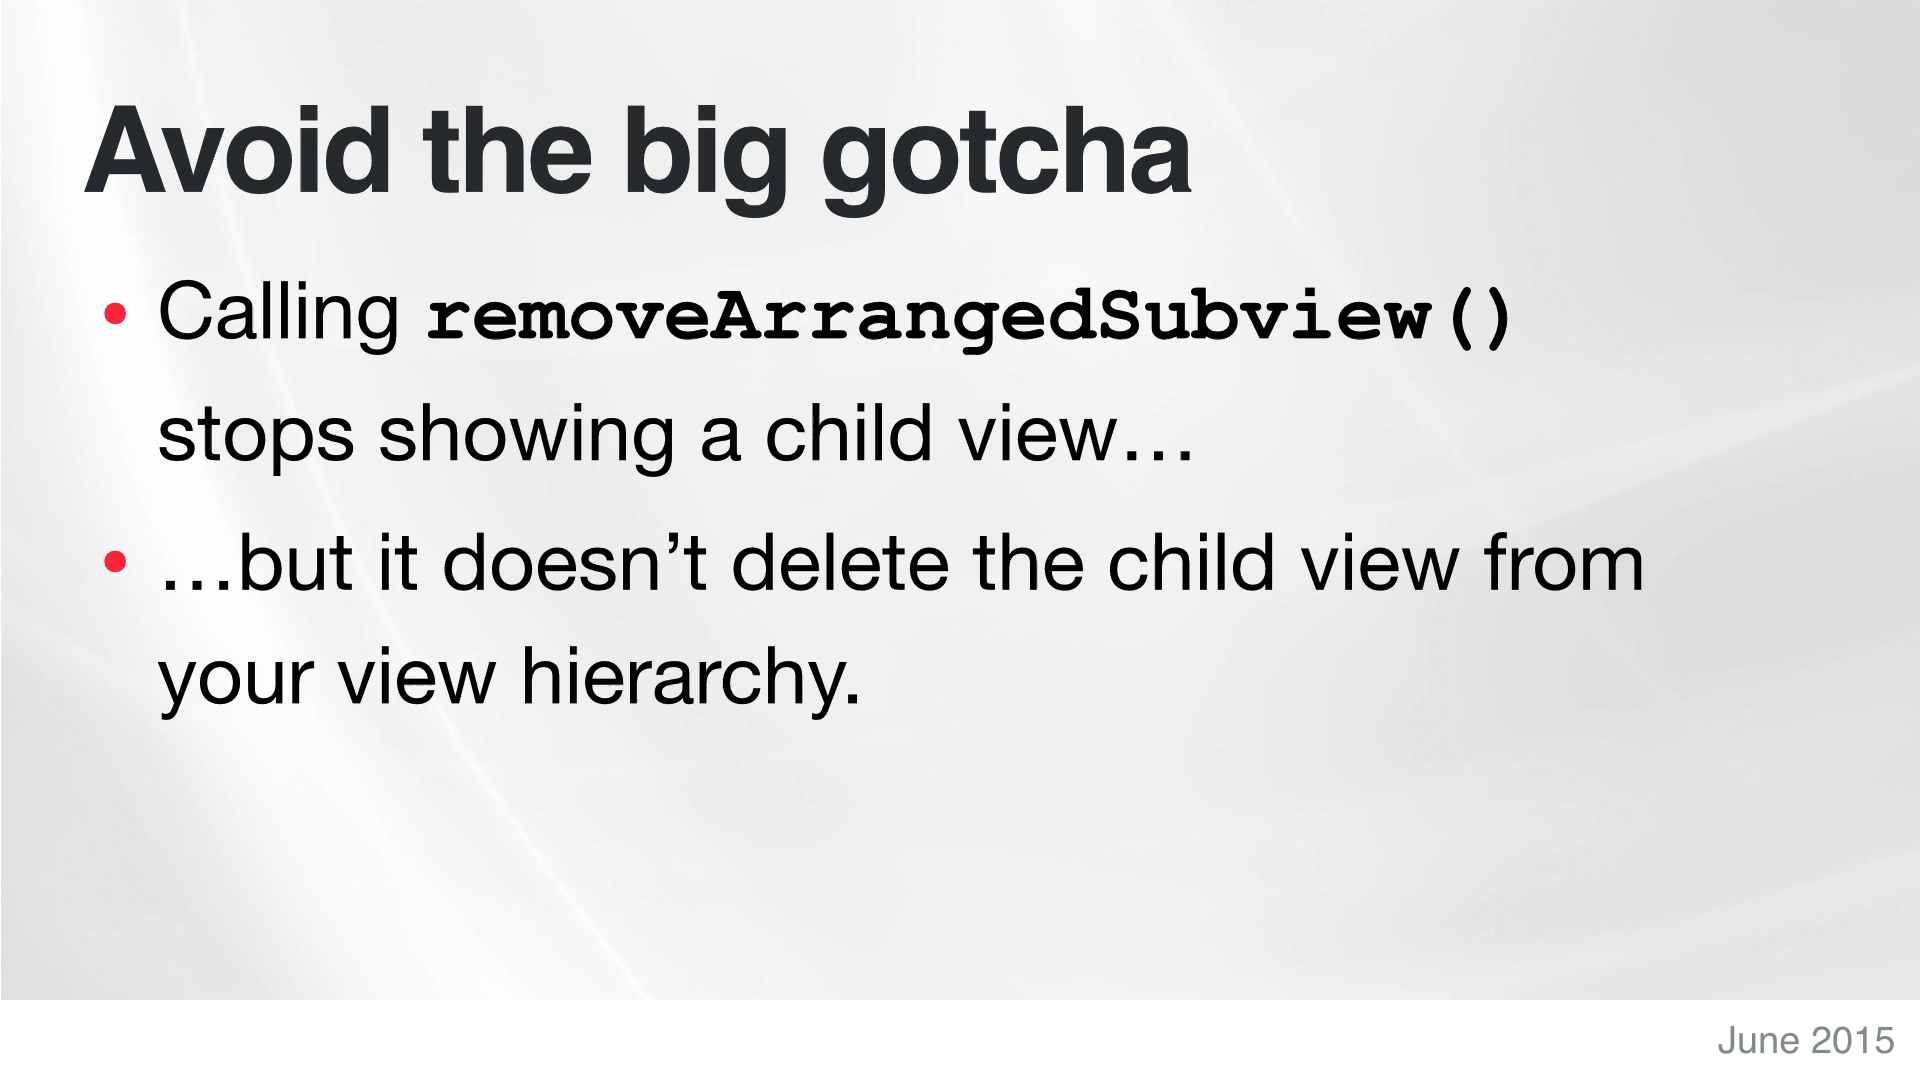 Avoid the big gotcha
• Calling removeArrangedSubview()
stops showing a child view…
• …but it doesn’t delete the child view from
your view hierarchy.
June 2015